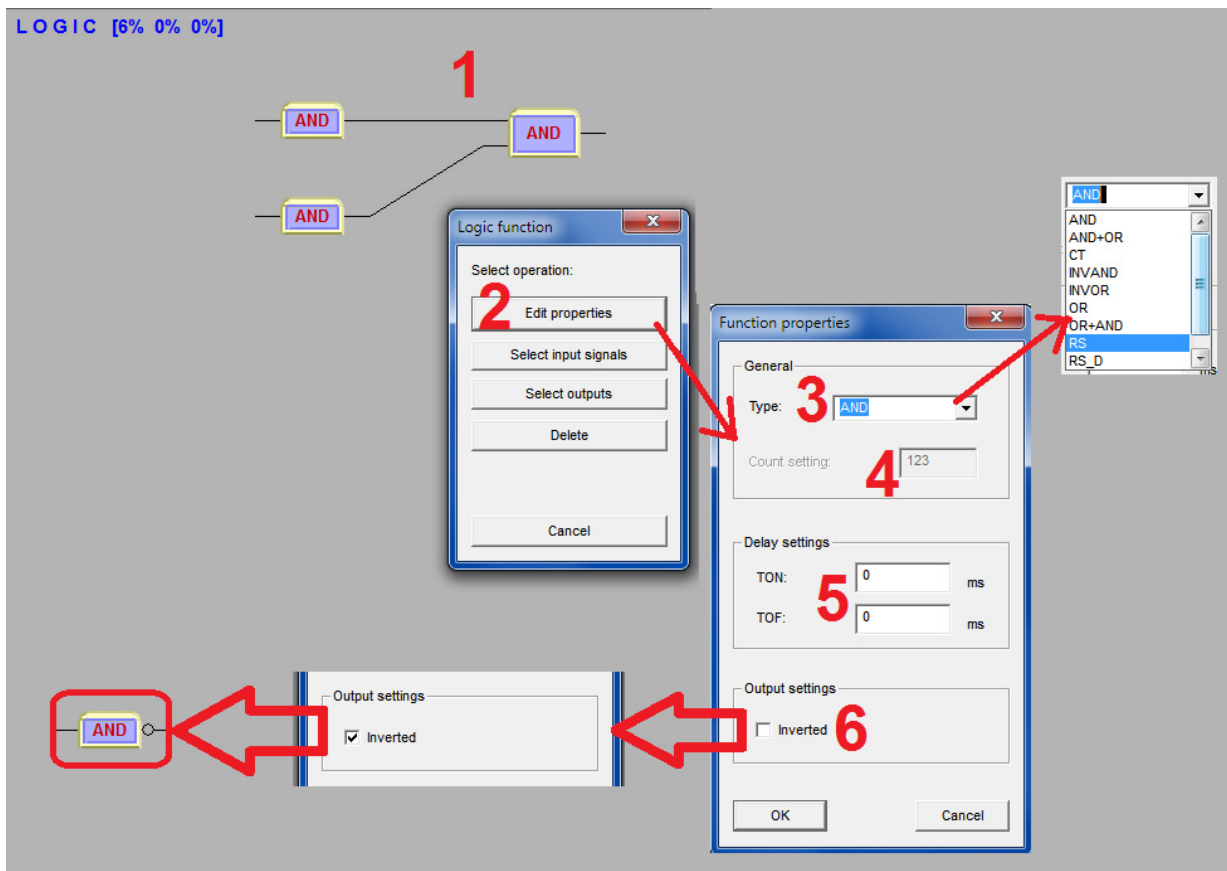 LOGIC [6% 0% 0%]
1
AND
AND
AND
Logic function
Select operation:
2 Edit properties
Select input signals
Select outputs
Delete
Cancel
Function properties
General
Type: 3 AND
Count setting: 4 123
Delay settings
TON: 0 ms
5
TOF: 0 ms
Output settings
Inverted 6
OK Cancel
AND
AND
AND+OR
CT
INVAND
INVOR
OR
OR+AND
RS
RS_D
ms
Output settings
Inverted
AND